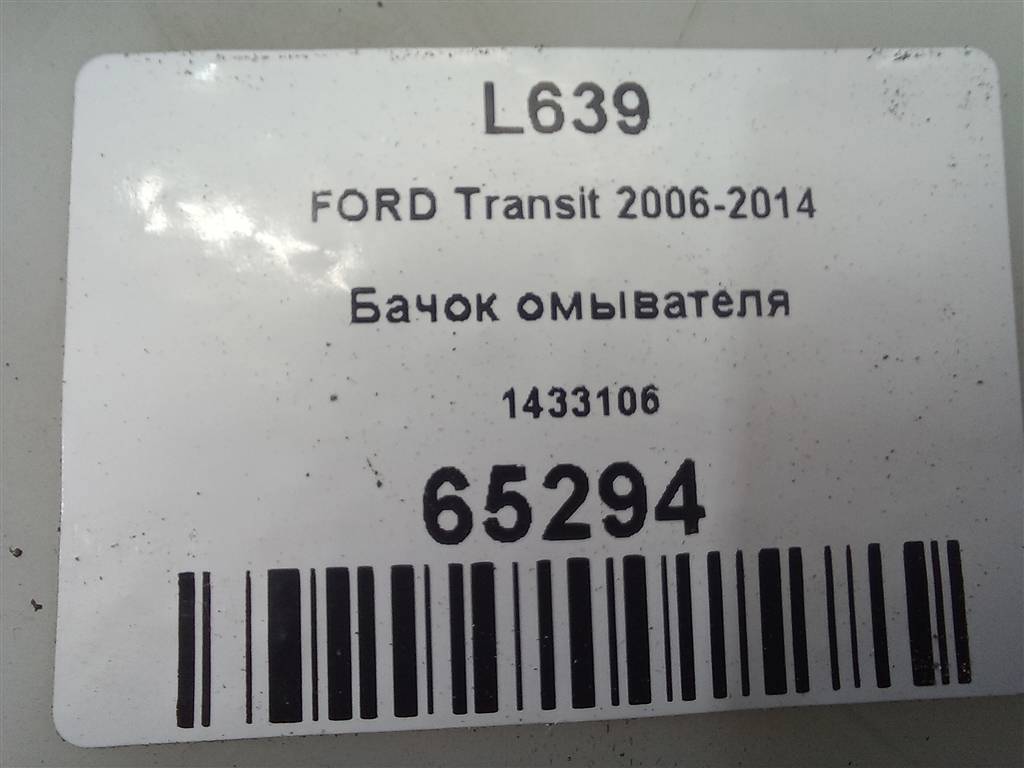 L639
FORD Transit 2006-2014
Бачок омывателя
1433106
65294